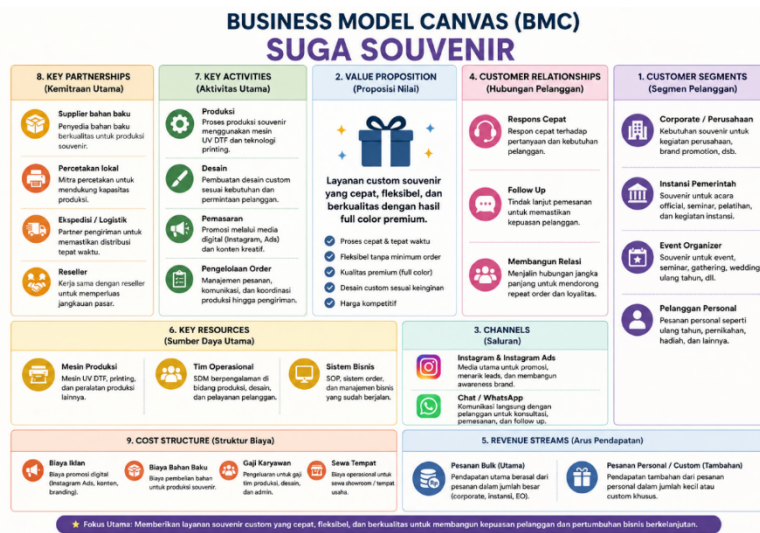 BUSINESS MODEL CANVAS (BMC)
SUGA SOUVENIR
8. KEY PARTNERSHIPS
(Kemitraan Utama)
Supplier bahan baku
Penyedia bahan baku
berkualitas untuk produksi
souvenir.
Percetakan lokal
Mitra percetakan untuk
mendukung kapasitas
produksi.
Ekspedisi / Logistik
Partner pengiriman untuk
memastikan distribusi
tepat waktu.
Reseller
Kerja sama dengan reseller
untuk memperluas
jangkauan pasar.
7. KEY ACTIVITIES
(Aktivitas Utama)
Produksi
Proses produksi souvenir
menggunakan mesin
UV DTF dan teknologi
printing.
Desain
Pembuatan desain custom
sesuai kebutuhan dan
permintaan pelanggan.
Pemasaran
Promosi melalui media
digital (Instagram, Ads)
dan konten kreatif.
Pengelolaan Order
Manajemen pesanan,
komunikasi, dan koordinasi
produksi hingga pengiriman.
2. VALUE PROPOSITION
(Proposisi Nilai)
Layanan custom souvenir
yang cepat, fleksibel, dan
berkualitas dengan hasil
full color premium.
Proses cepat & tepat waktu
Fleksibel tanpa minimum order
Kualitas premium (full color)
Desain custom sesuai keinginan
Harga kompetitif
4. CUSTOMER RELATIONSHIPS
(Hubungan Pelanggan)
Respons Cepat
Respon cepat terhadap
pertanyaan dan kebutuhan
pelanggan.
Follow Up
Tindak lanjut pemesanan
untuk memastikan
kepuasan pelanggan.
Membangun Relasi
Menjalin hubungan jangka
panjang untuk mendorong
repeat order dan loyalitas.
1. CUSTOMER SEGMENTS
(Segmen Pelanggan)
Corporate / Perusahaan
Kebutuhan souvenir untuk
kegiatan perusahaan,
brand promotion, dsb.
Instansi Pemerintah
Souvenir untuk acara
official, seminar, pelatihan,
dan kegiatan instansi.
Event Organizer
Souvenir untuk event,
seminar, gathering, wedding
ulang tahun, dll.
Pelanggan Personal
Pesanan personal seperti
ulang tahun, pernikahan,
hadiah, dan lainnya.
6. KEY RESOURCES
(Sumber Daya Utama)
Mesin Produksi
Mesin UV DTF, printing,
dan peralatan produksi
lainnya.
Tim Operasional
SDM berpengalaman di
bidang produksi, desain,
dan pelayanan pelanggan.
Sistem Bisnis
SOP, sistem order,
dan manajemen bisnis
yang sudah berjalan.
3. CHANNELS
(Saluran)
Instagram & Instagram Ads
Media utama untuk promosi,
menarik leads, dan membangun
awareness brand.
Chat / WhatsApp
Komunikasi langsung dengan
pelanggan untuk konsultasi,
pemesanan, dan follow up.
9. COST STRUCTURE (Struktur Biaya)
Biaya Iklan
Biaya promosi digital
(Instagram Ads, konten,
branding).
Biaya Bahan Baku
Biaya pembelian bahan
untuk produksi souvenir.
Gaji Karyawan
Pengeluaran untuk gaji
tim produksi, desain,
dan admin.
Sewa Tempat
Biaya operasional untuk
sewa showroom / tempat
usaha.
5. REVENUE STREAMS (Arus Pendapatan)
Rp
Pesanan Bulk (Utama)
Pendapatan utama berasal dari
pesanan dalam jumlah besar
(corporate, instansi, EO).
Pesanan Personal / Custom (Tambahan)
Pendapatan tambahan dari pesanan
personal dalam jumlah kecil atau
custom khusus.
Fokus Utama: Memberikan layanan souvenir custom yang cepat, fleksibel, dan berkualitas untuk membangun kepuasan pelanggan dan pertumbuhan bisnis berkelanjutan.